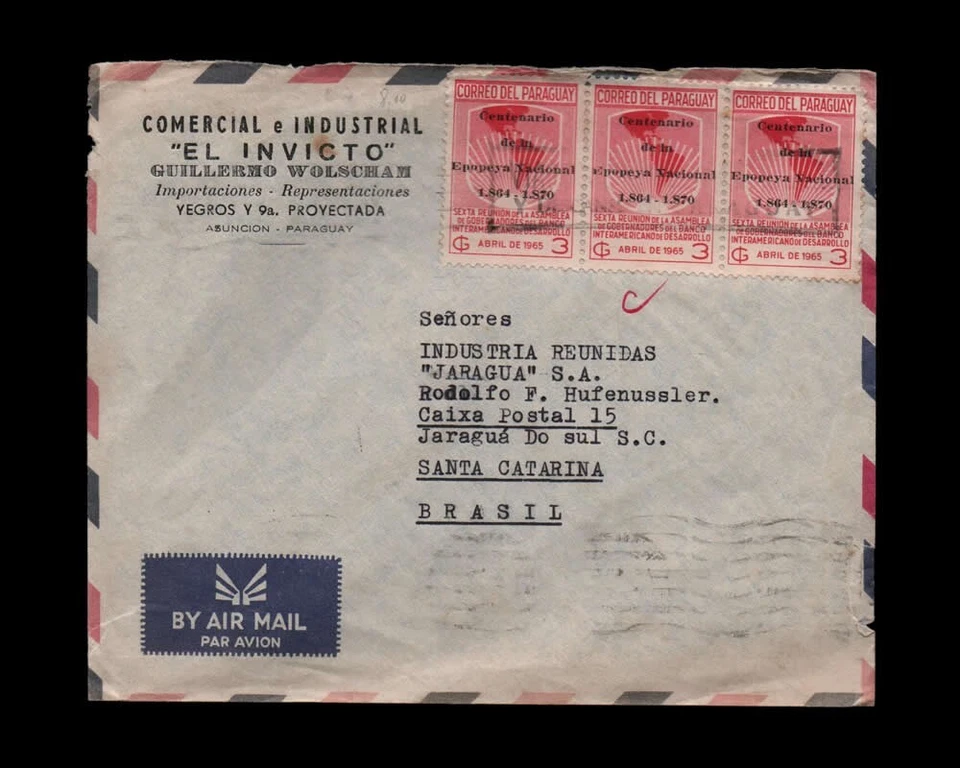 COMERCIAL e INDUSTRIAL
"EL INVICTO"
GUILLERMO WOLSCHAM
Importaciones - Representaciones
YEGROS Y 9a. PROYECTADA
ASUNCION - PARAGUAY
CORREO DEL PARAGUAY
Centenario
de la
Epopeya Nacional
1.864 - 1.870
SEXTA REUNIÓN DE LA ASAMBLEA
DE GOBERNADORES DEL BANCO
INTERAMERICANO DE DESARROLLO
G ABRIL DE 1965 3
CORREO DEL PARAGUAY
Centenario
de la
Epopeya Nacional
1.864 - 1.870
SEXTA REUNIÓN DE LA ASAMBLEA
DE GOBERNADORES DEL BANCO
INTERAMERICANO DE DESARROLLO
G ABRIL DE 1965 3
CORREO DEL PARAGUAY
Centenario
de la
Epopeya Nacional
1.864 - 1.870
SEXTA REUNIÓN DE LA ASAMBLEA
DE GOBERNADORES DEL BANCO
INTERAMERICANO DE DESARROLLO
G ABRIL DE 1965 3
Señores
INDUSTRIA REUNIDAS
"JARAGUA" S.A.
Rodolfo F. Hufenussler.
Caixa Postal 15
Jaraguá Do sul S.C.
SANTA CATARINA
BRASIL
BY AIR MAIL
PAR AVION